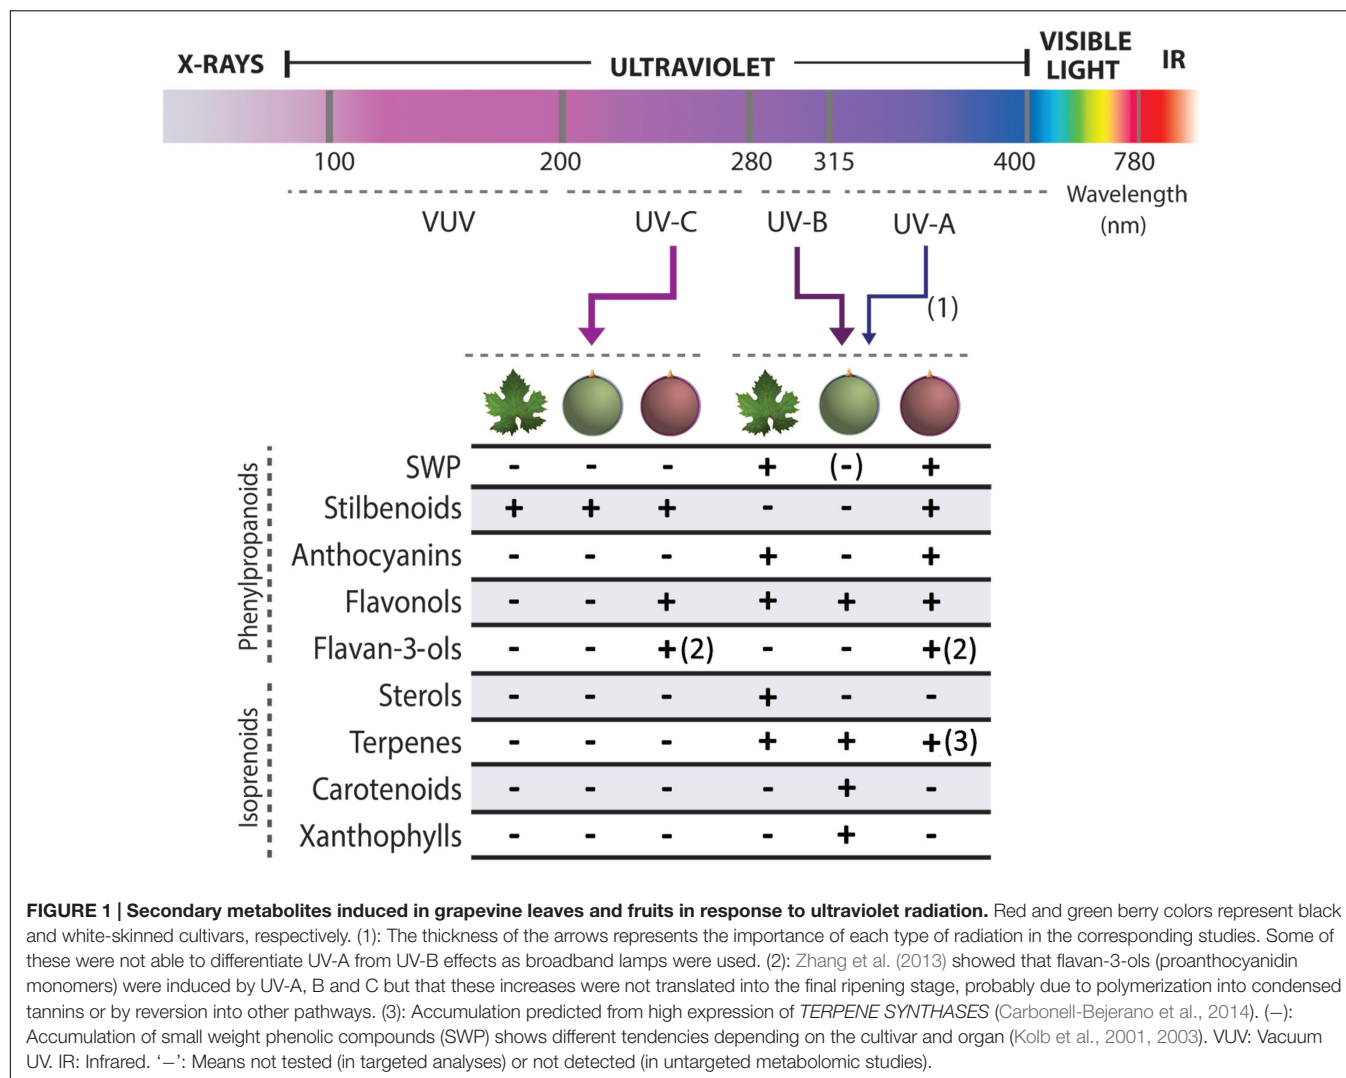 X-RAYS ULTRAVIOLET VISIBLE LIGHT IR
100 200 280 315 400 780
Wavelength (nm)
VUV UV-C UV-B UV-A
(1)
Phenylpropanoids
SWP - - - + (-) +
Stilbenoids + + + - - +
Anthocyanins - - - + - +
Flavonols - - + + + +
Flavan-3-ols - - +(2) - - +(2)
Isoprenoids
Sterols - - - + - -
Terpenes - - - + + +(3)
Carotenoids - - - - + -
Xanthophylls - - - - + -
FIGURE 1 | Secondary metabolites induced in grapevine leaves and fruits in response to ultraviolet radiation. Red and green berry colors represent black
and white-skinned cultivars, respectively. (1): The thickness of the arrows represents the importance of each type of radiation in the corresponding studies. Some of
these were not able to differentiate UV-A from UV-B effects as broadband lamps were used. (2): Zhang et al. (2013) showed that flavan-3-ols (proanthocyanidin
monomers) were induced by UV-A, B and C but that these increases were not translated into the final ripening stage, probably due to polymerization into condensed
tannins or by reversion into other pathways. (3): Accumulation predicted from high expression of TERPENE SYNTHASES (Carbonell-Bejerano et al., 2014). (−):
Accumulation of small weight phenolic compounds (SWP) shows different tendencies depending on the cultivar and organ (Kolb et al., 2001, 2003). VUV: Vacuum
UV. IR: Infrared. ‘−’: Means not tested (in targeted analyses) or not detected (in untargeted metabolomic studies).